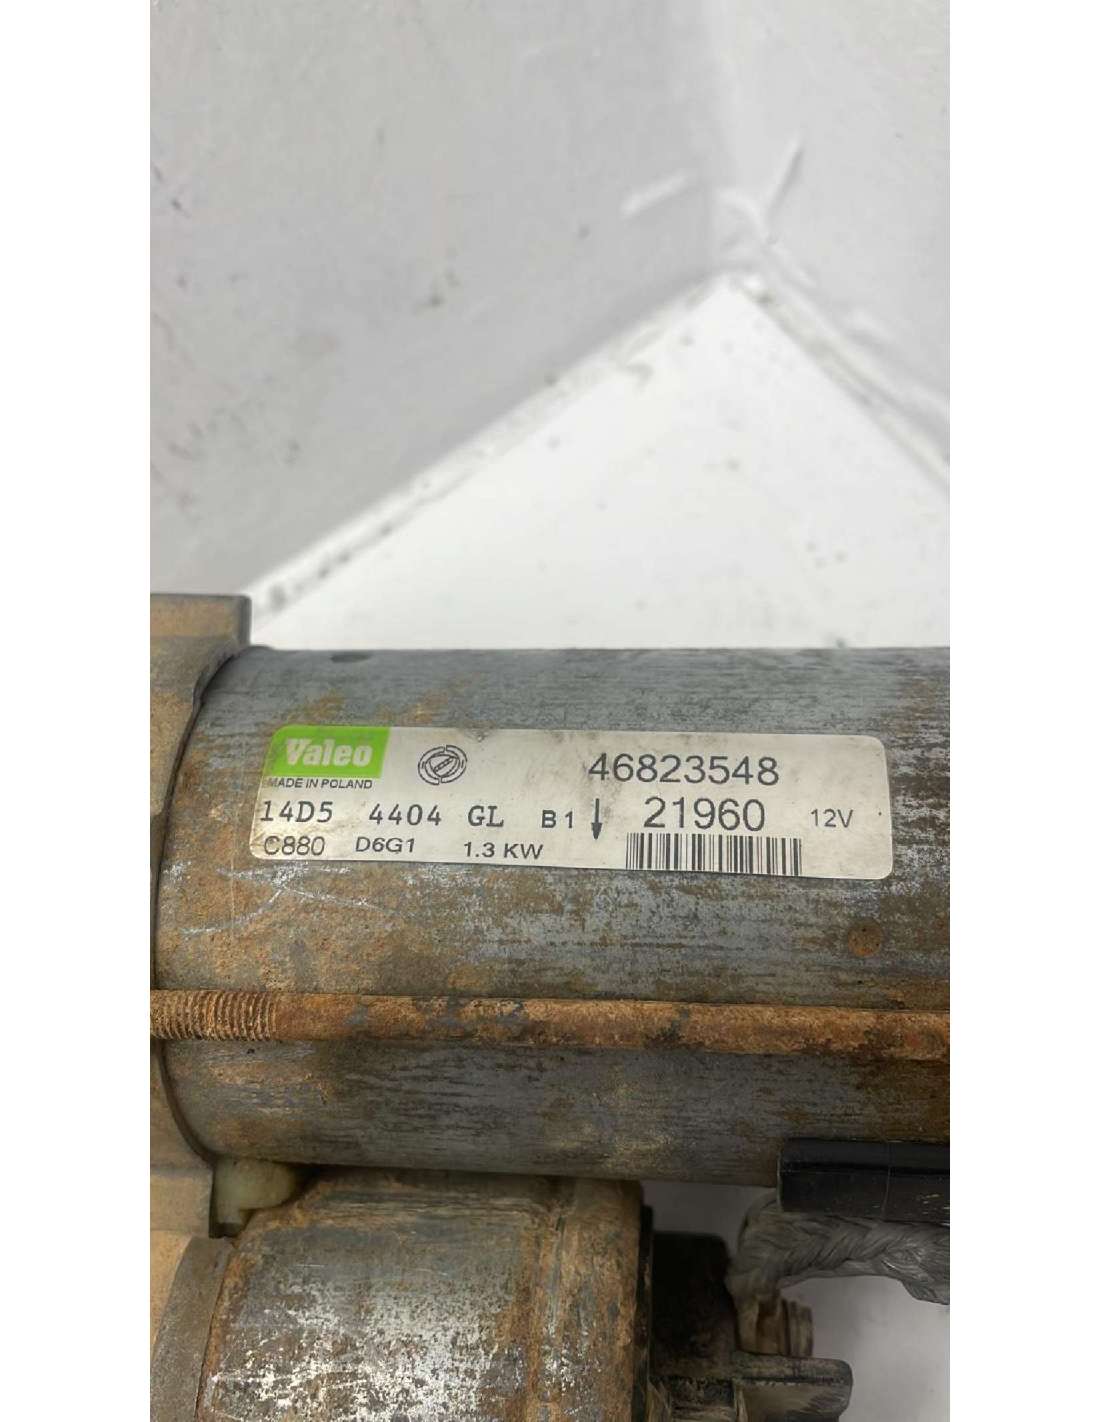 Valeo
MADE IN POLAND
46823548
14D5 4404 GL B1 21960 12V
C880 D6G1 1.3 KW